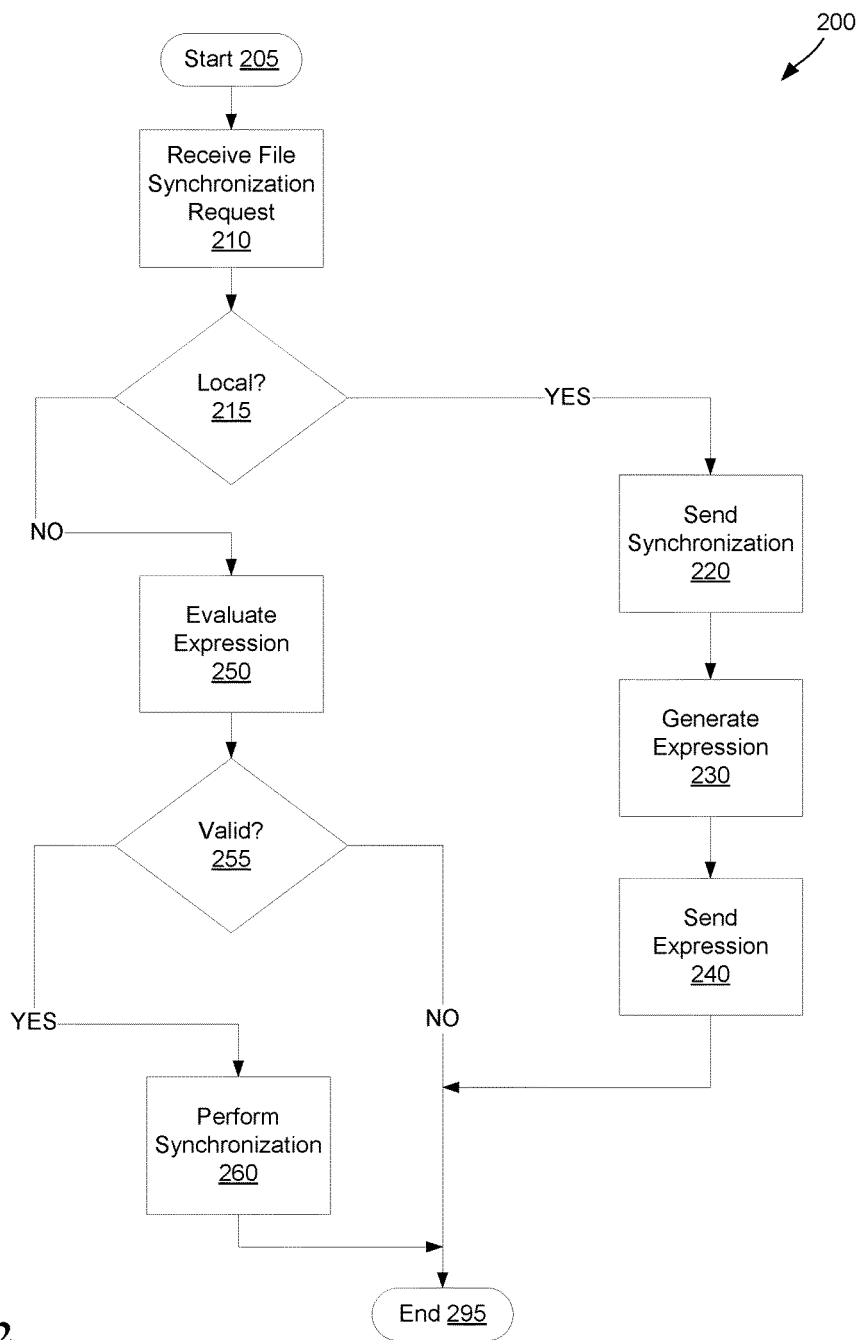 200
Start 205
Receive File
Synchronization
Request
210
Local?
215
YES
NO
Send
Synchronization
220
Evaluate
Expression
250
Generate
Expression
230
Valid?
255
Send
Expression
240
YES
NO
Perform
Synchronization
260
End 295